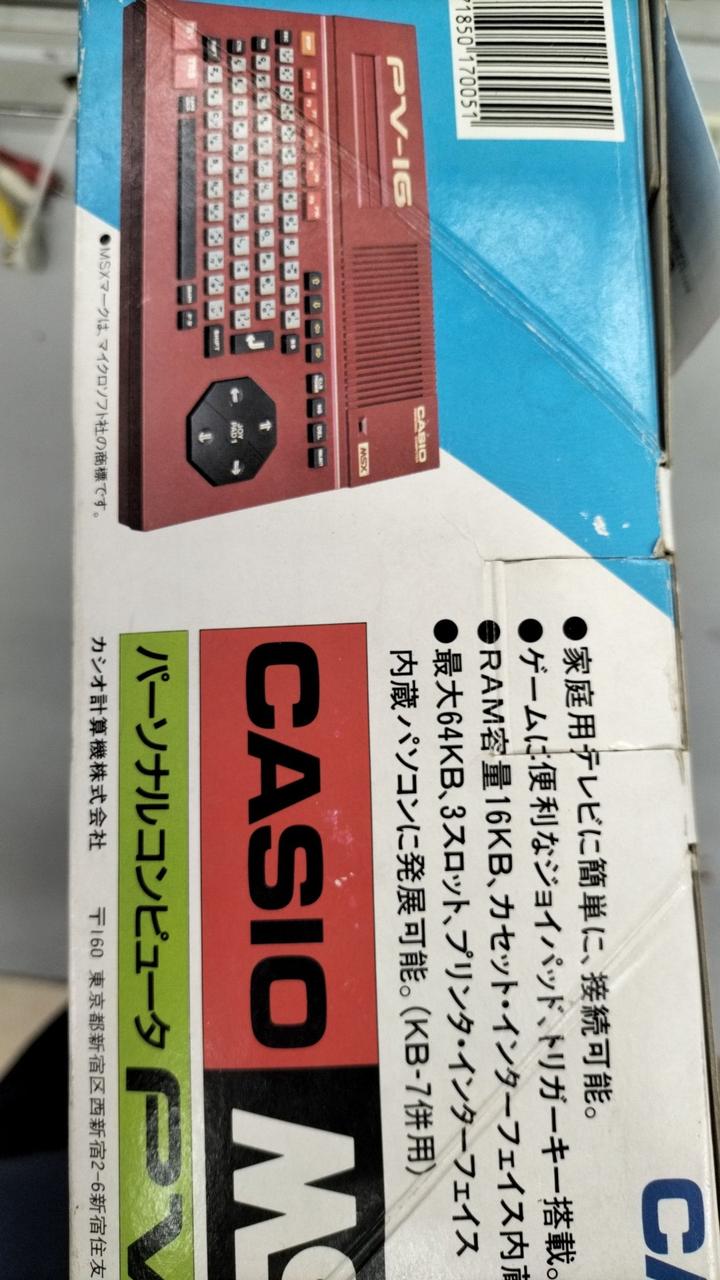 71850 170051
PV-16
CASIO
MSX
JOY PAD 1
SHIFT
●MSXマークは、マイクロソフト社の商標です。
●家庭用テレビに簡単に、接続可能。
●ゲームに便利なジョイパッド、トリガーキー搭載。
●RAM容量16KB、カセット・インターフェイス内蔵
●最大64KB、3スロット、プリンタ・インターフェイス
内蔵パソコンに発展可能。(KB-7併用)
CASIO
パーソナルコンピュータ PV
カシオ計算機株式会社 〒160 東京都新宿区西新宿2-6新宿住友